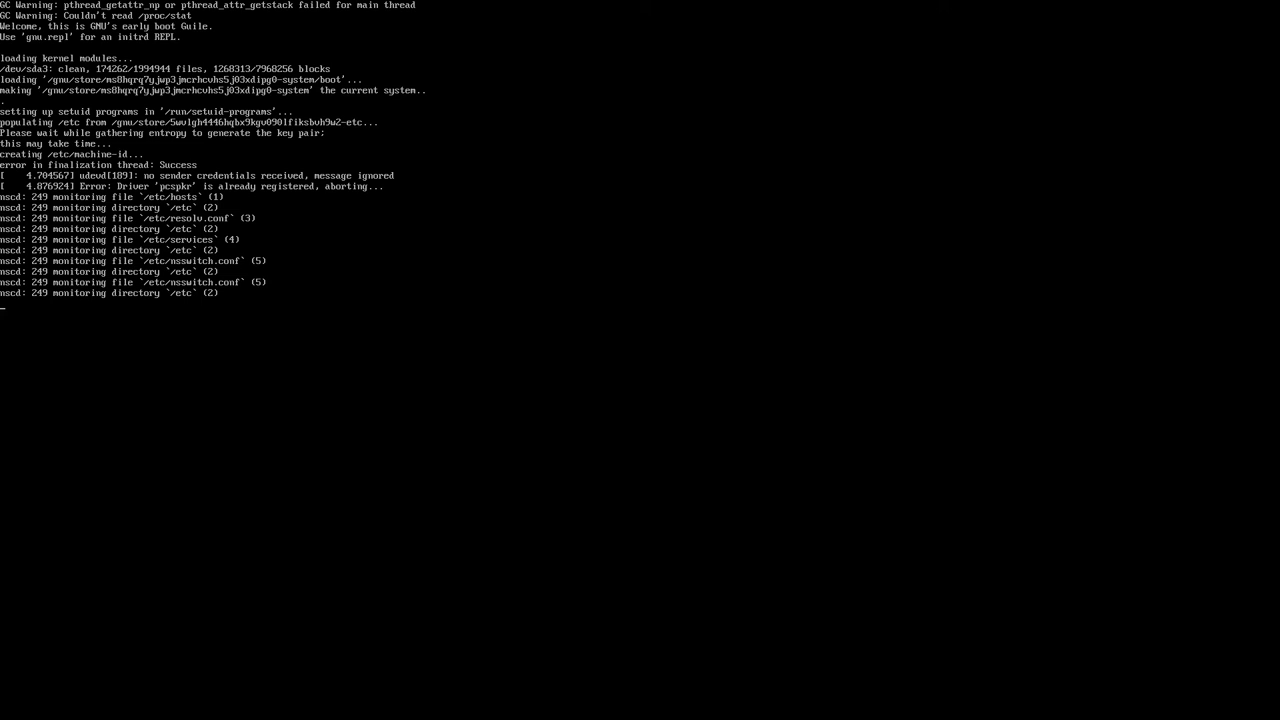 GC Warning: pthread_getattr_np or pthread_attr_getstack failed for main thread
GC Warning: Couldn't read /proc/stat
Welcome, this is GNU's early boot Guile.
Use 'gnu.repl' for an initrd REPL.
loading kernel modules...
/dev/sda3: clean, 174262/1994944 files, 1268313/7968256 blocks
loading '/gnu/store/ms8hqrq7yjwp3jmcrhcvhs5j03xdipg0-system/boot'...
making '/gnu/store/ms8hqrq7yjwp3jmcrhcvhs5j03xdipg0-system' the current system..
.
setting up setuid programs in '/run/setuid-programs'...
populating /etc from /gnu/store/5wvlgh4446hqbx9kgv090lfiksbvh9w2-etc...
Please wait while gathering entropy to generate the key pair;
this may take time...
creating /etc/machine-id...
error in finalization thread: Success
[    4.704567] udevd[189]: no sender credentials received, message ignored
[    4.876924] Error: Driver 'pcspkr' is already registered, aborting...
nscd: 249 monitoring file `/etc/hosts` (1)
nscd: 249 monitoring directory `/etc` (2)
nscd: 249 monitoring file `/etc/resolv.conf` (3)
nscd: 249 monitoring directory `/etc` (2)
nscd: 249 monitoring file `/etc/services` (4)
nscd: 249 monitoring directory `/etc` (2)
nscd: 249 monitoring file `/etc/nsswitch.conf` (5)
nscd: 249 monitoring directory `/etc` (2)
nscd: 249 monitoring file `/etc/nsswitch.conf` (5)
nscd: 249 monitoring directory `/etc` (2)